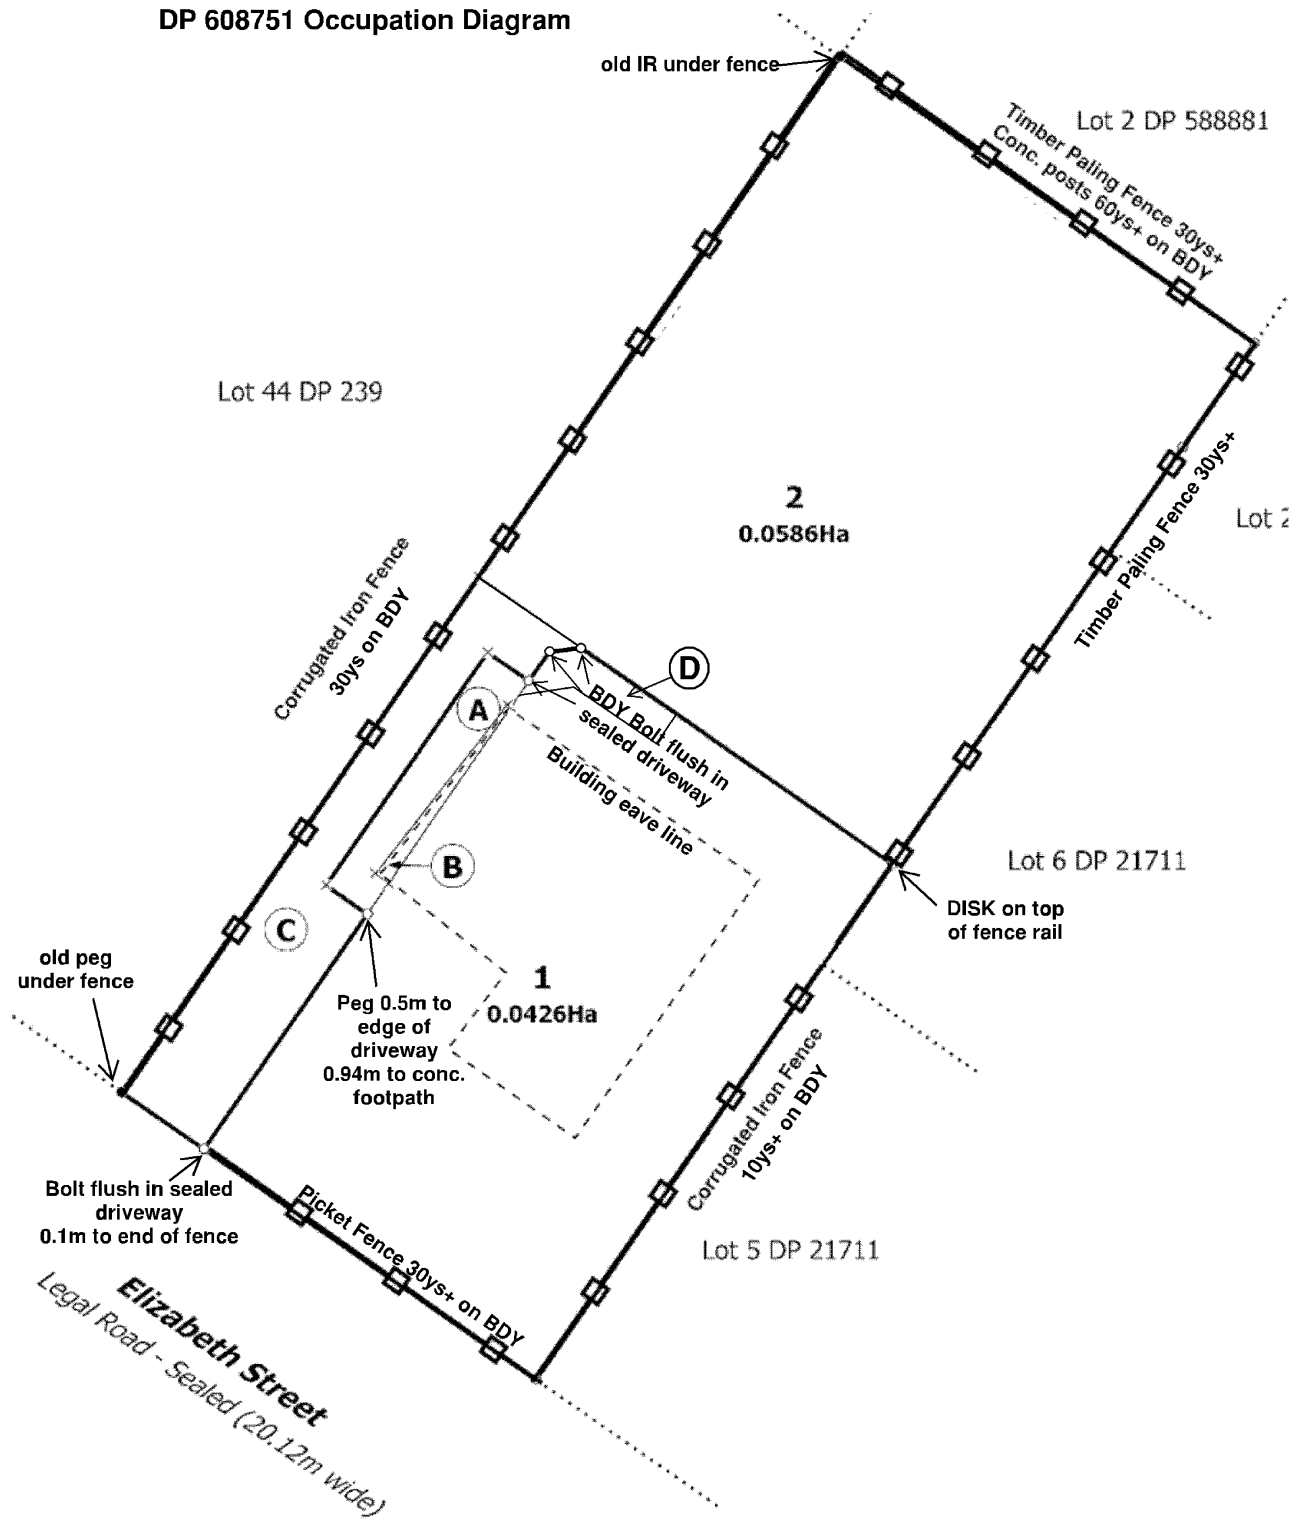 DP 608751 Occupation Diagram
old IR under fence
Lot 2 DP 588881
Timber Paling Fence 30ys+
Conc. posts 60ys+ on BDY
Lot 44 DP 239
2
0.0586Ha
Timber Paling Fence 30ys+
Lot 2
Corrugated Iron Fence
30ys on BDY
D
A
BDY Bolt flush in
sealed driveway
Building eave line
B
Lot 6 DP 21711
DISK on top
of fence rail
C
old peg
under fence
1
0.0426Ha
Peg 0.5m to
edge of
driveway
0.94m to conc.
footpath
Corrugated Iron Fence
10ys+ on BDY
Bolt flush in sealed
driveway
0.1m to end of fence
Picket Fence 30ys+ on BDY
Lot 5 DP 21711
Elizabeth Street
Legal Road - Sealed (20.12m wide)